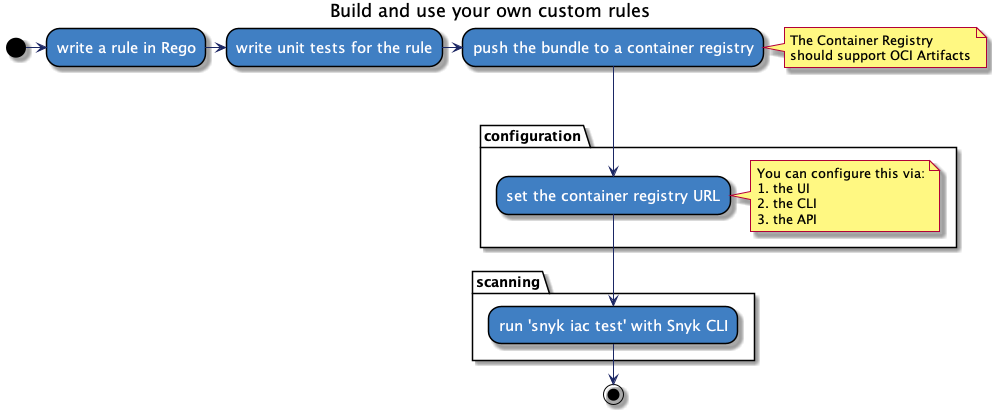 Build and use your own custom rules
write a rule in Rego
write unit tests for the rule
push the bundle to a container registry
The Container Registry
should support OCI Artifacts
configuration
set the container registry URL
You can configure this via:
1. the UI
2. the CLI
3. the API
scanning
run 'snyk iac test' with Snyk CLI